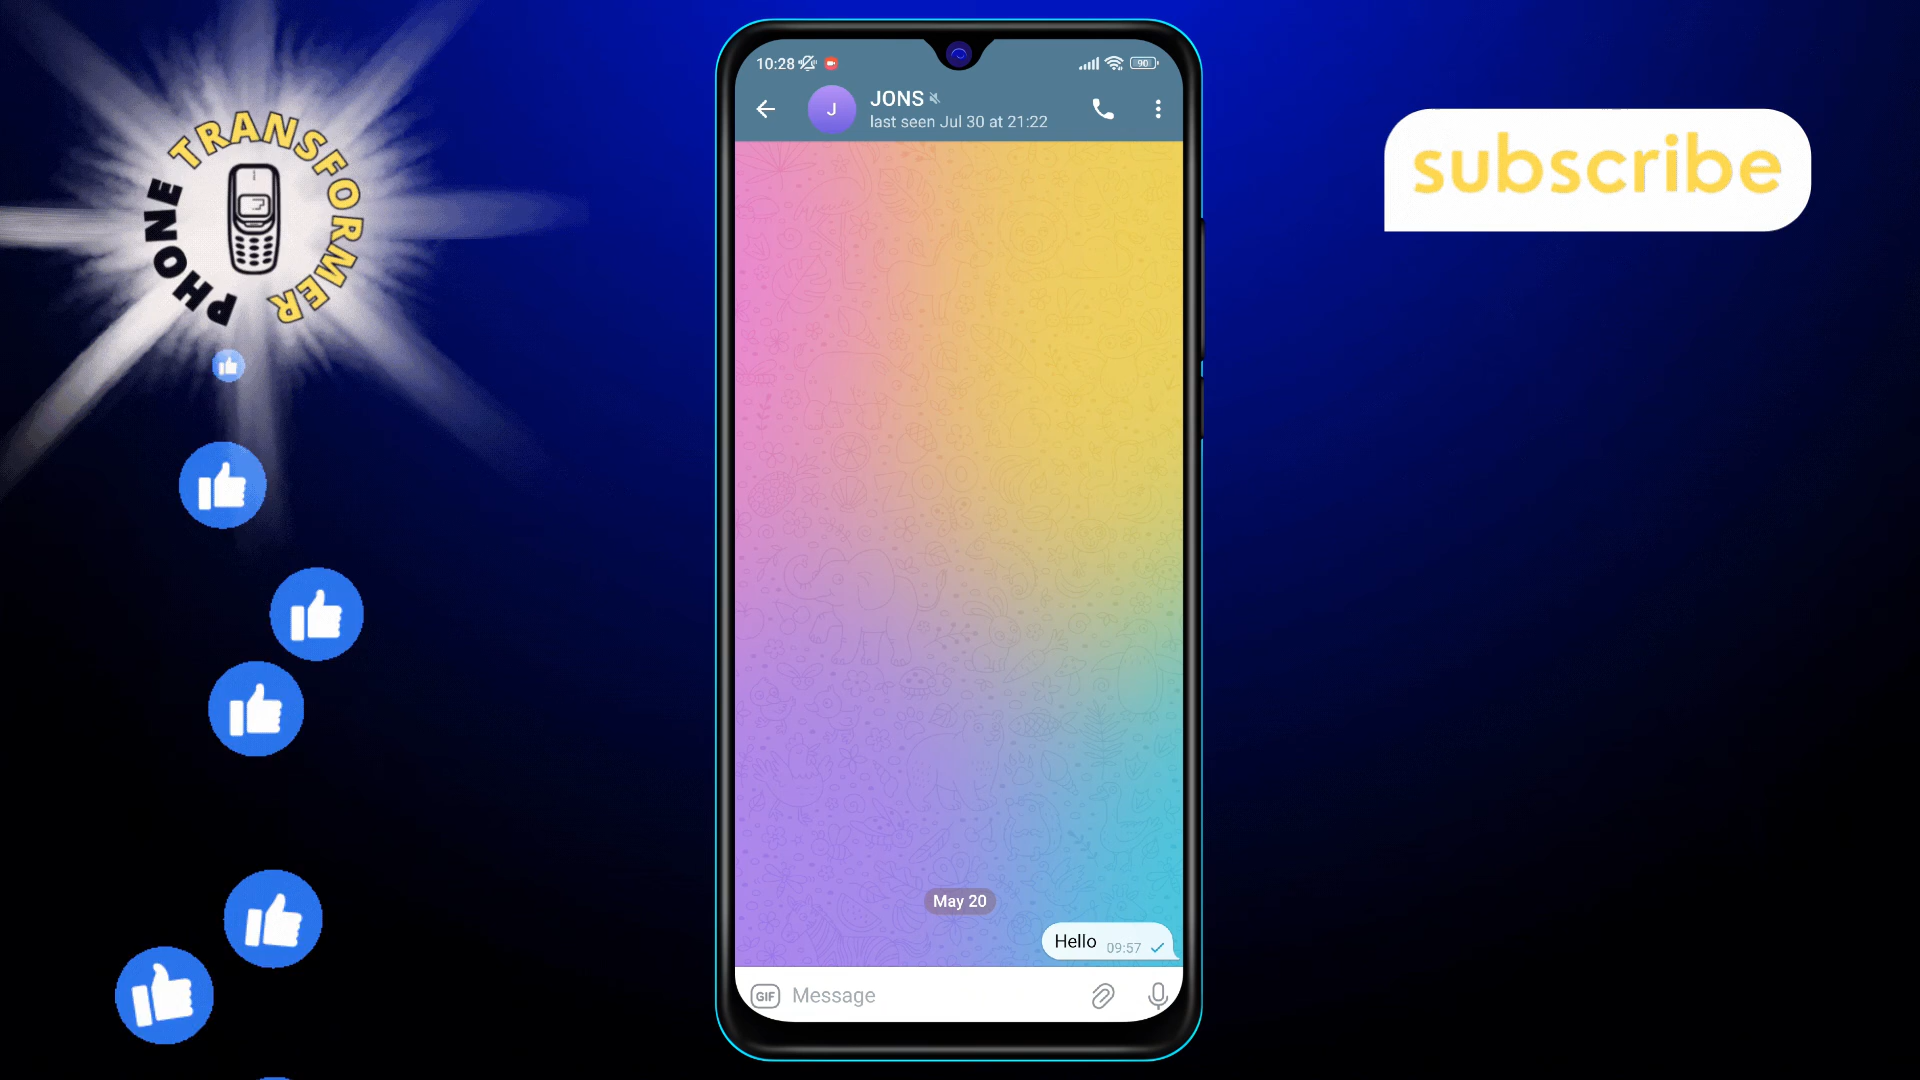 PHONE TRANSFORMER
subscribe
10:28
90
J
JONS
last seen Jul 30 at 21:22
May 20
Hello 09:57
GIF Message